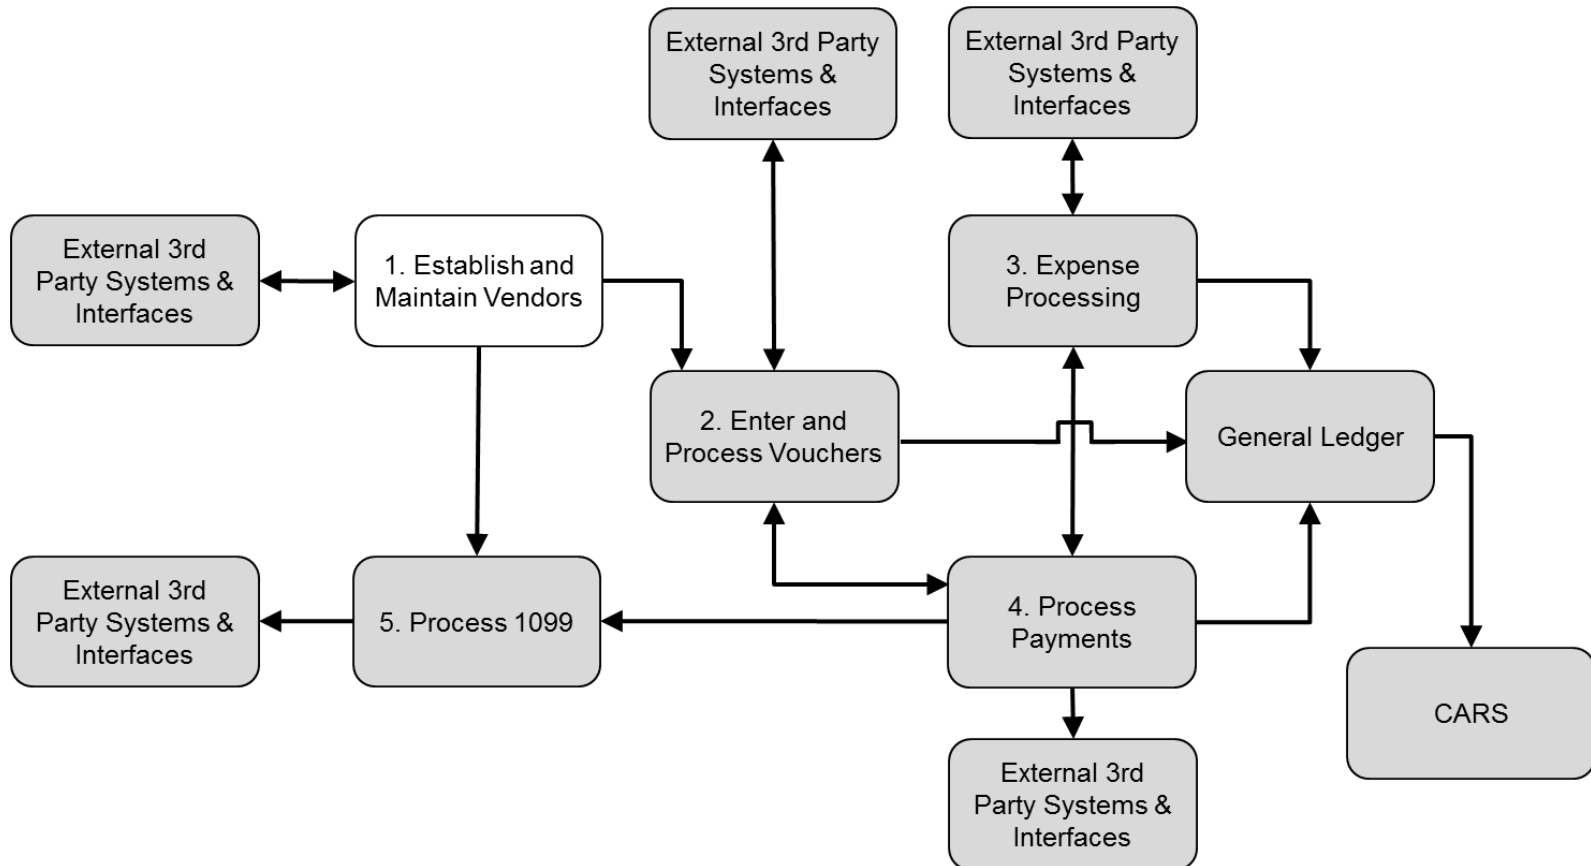 External 3rd Party
Systems &
Interfaces
External 3rd Party
Systems &
Interfaces
External 3rd
Party Systems &
Interfaces
1. Establish and
Maintain Vendors
3. Expense
Processing
2. Enter and
Process Vouchers
General Ledger
External 3rd
Party Systems &
Interfaces
5. Process 1099
4. Process
Payments
CARS
External 3rd
Party Systems &
Interfaces